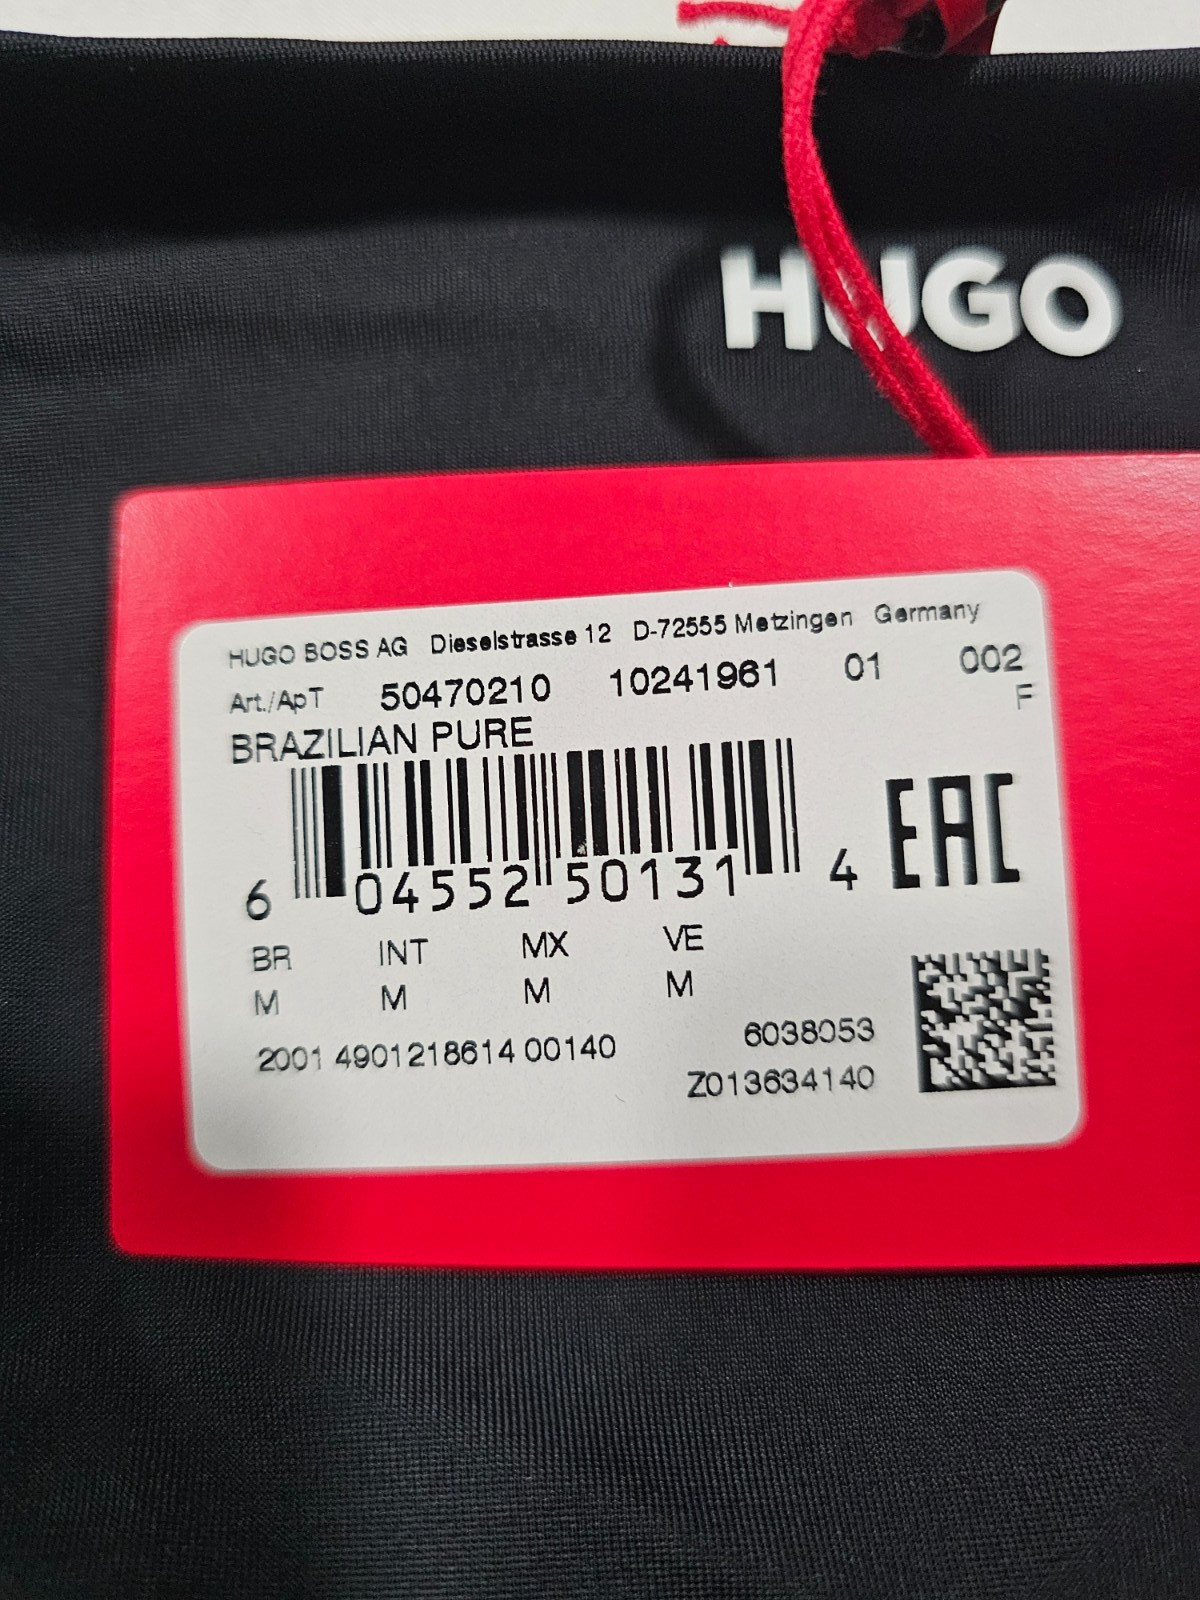 HUGO
HUGO BOSS AG Dieselstrasse 12 D-72555 Metzingen Germany
Art./ApT 50470210 10241961 01 002
F
BRAZILIAN PURE
6 04552 50131 4
EAC
BR INT MX VE
M M M M
2001 4901218614 00140
6038053
Z013634140